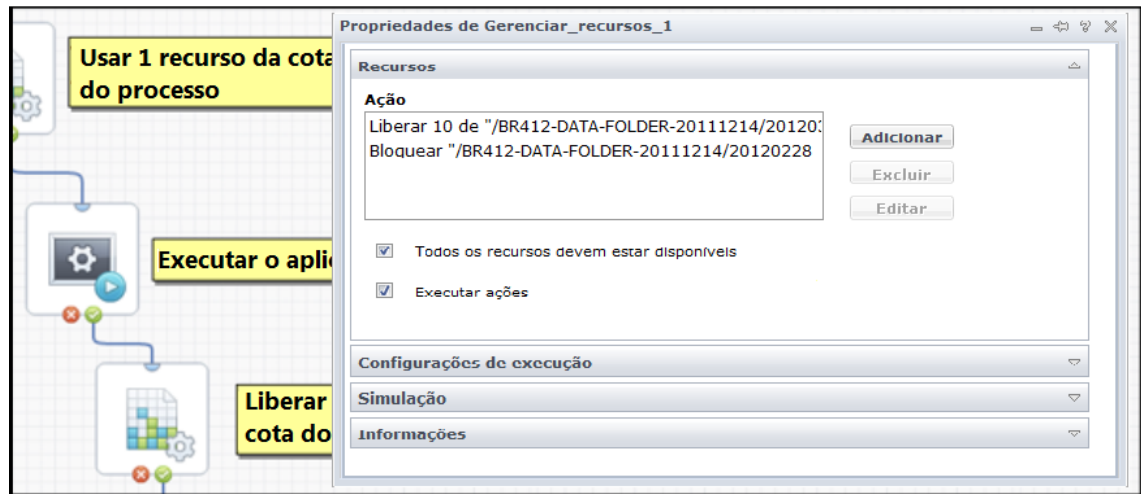 Usar 1 recurso da cota
do processo
Executar o apli
Liberar
cota do
Propriedades de Gerenciar_recursos_1
Recursos
Ação
Liberar 10 de "/BR412-DATA-FOLDER-20111214/20120
Bloquear "/BR412-DATA-FOLDER-20111214/20120228
Adicionar
Excluir
Editar
Todos os recursos devem estar disponíveis
Executar ações
Configurações de execução
Simulação
Informações